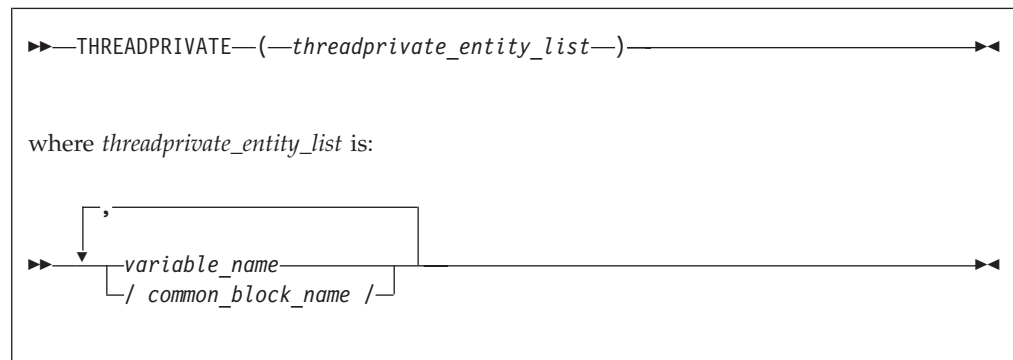 THREADPRIVATE ( threadprivate_entity_list )
where threadprivate_entity_list is:
,
variable_name
/ common_block_name /